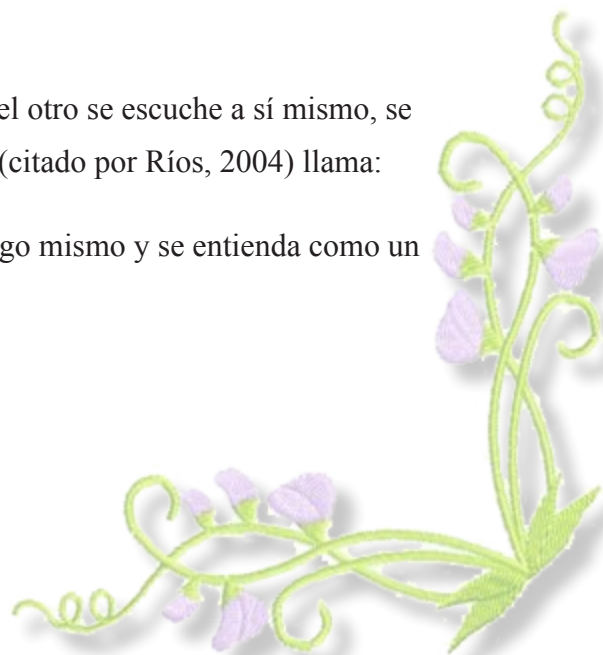 el otro se escuche a sí mismo, se
(citado por Ríos, 2004) llama:
go mismo y se entienda como un